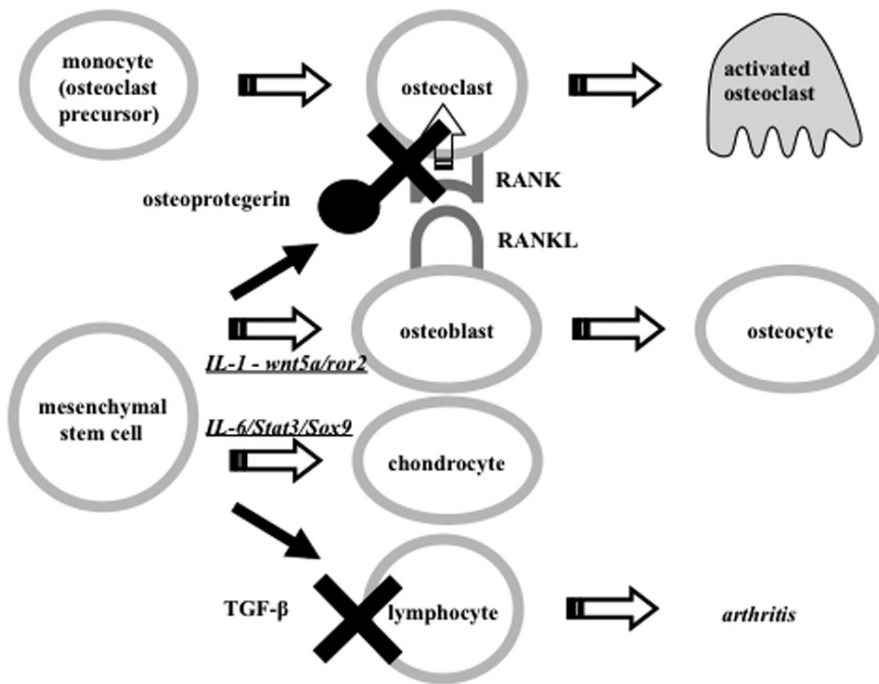 monocyte
(osteoclast
precursor)
osteoclast
activated
osteoclast
osteoprotegerin
RANK
RANKL
osteoblast
osteocyte
IL-1 - wnt5a/ror2
mesenchymal
stem cell
IL-6/Stat3/Sox9
chondrocyte
TGF-β
lymphocyte
arthritis